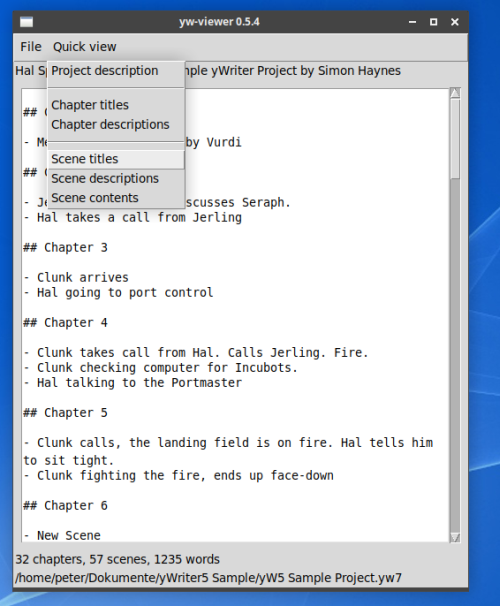 yw-viewer 0.5.4
File Quick view
Hal Sp mple yWriter Project by Simon Haynes
Project description
Chapter titles
Chapter descriptions
Scene titles
Scene descriptions
Scene contents
##
- Me by Vurdi
##
- Je scusses Seraph.
- Hal takes a call from Jerling
## Chapter 3
- Clunk arrives
- Hal going to port control
## Chapter 4
- Clunk takes call from Hal. Calls Jerling. Fire.
- Clunk checking computer for Incubots.
- Hal talking to the Portmaster
## Chapter 5
- Clunk calls, the landing field is on fire. Hal tells him
to sit tight.
- Clunk fighting the fire, ends up face-down
## Chapter 6
- New Scene
32 chapters, 57 scenes, 1235 words
/home/peter/Dokumente/yWriter5 Sample/yW5 Sample Project.yw7